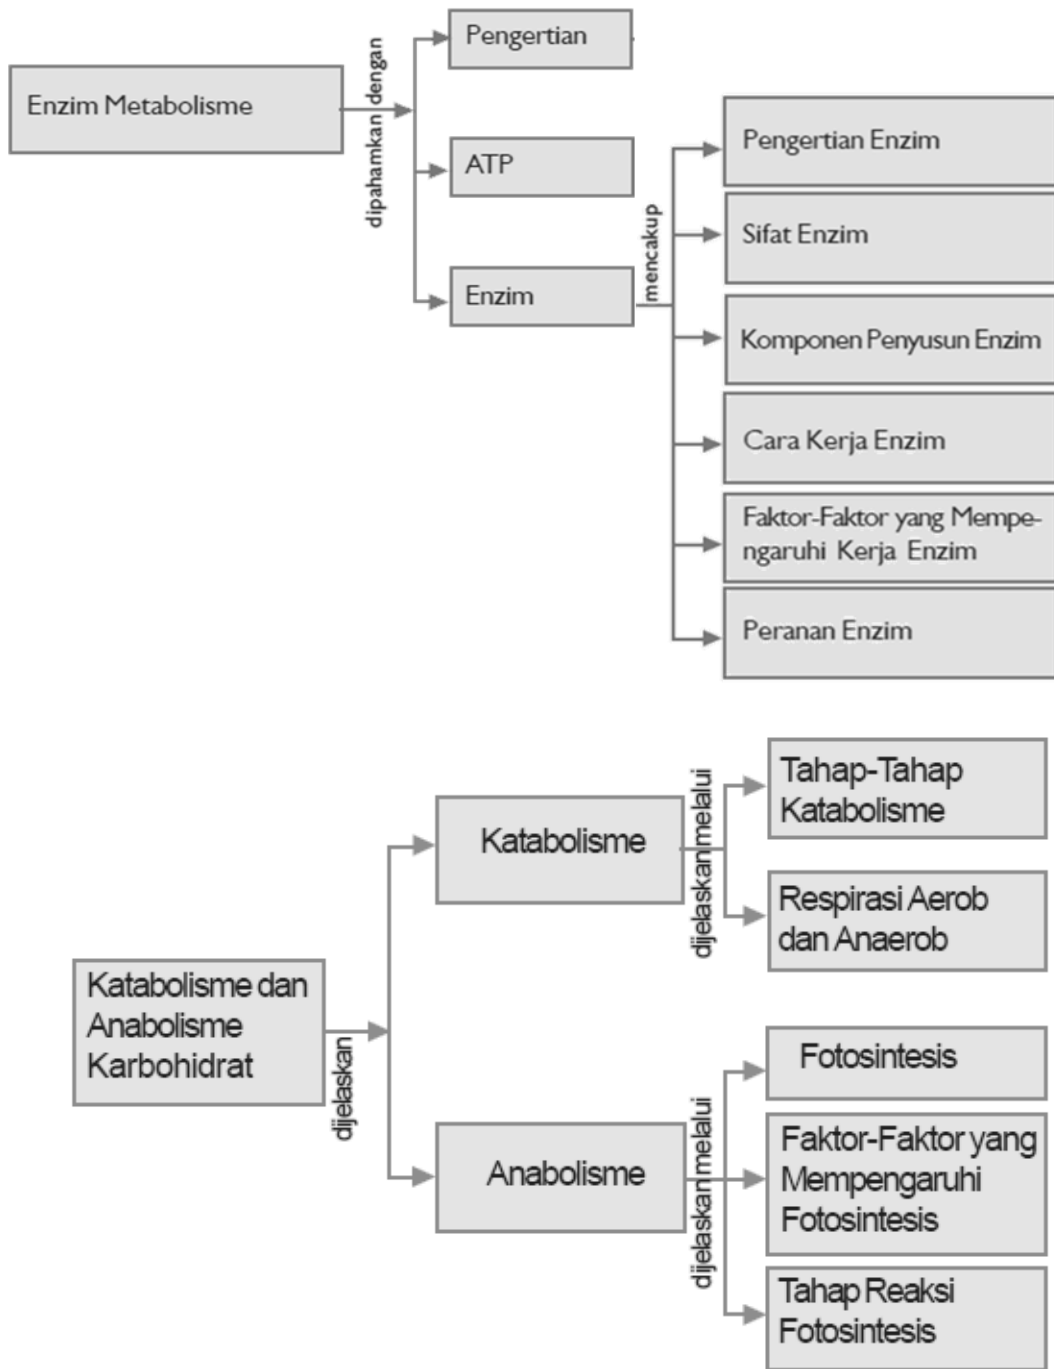 Enzim Metabolisme
dipahamkan dengan
Pengertian
ATP
Enzim
mencakup
Pengertian Enzim
Sifat Enzim
Komponen Penyusun Enzim
Cara Kerja Enzim
Faktor-Faktor yang Mempe-
ngaruhi Kerja Enzim
Peranan Enzim
Katabolisme dan
Anabolisme
Karbohidrat
dijelaskan
Katabolisme
dijelaskan melalui
Tahap-Tahap
Katabolisme
Respirasi Aerob
dan Anaerob
Anabolisme
dijelaskan melalui
Fotosintesis
Faktor-Faktor yang
Mempengaruhi
Fotosintesis
Tahap Reaksi
Fotosintesis